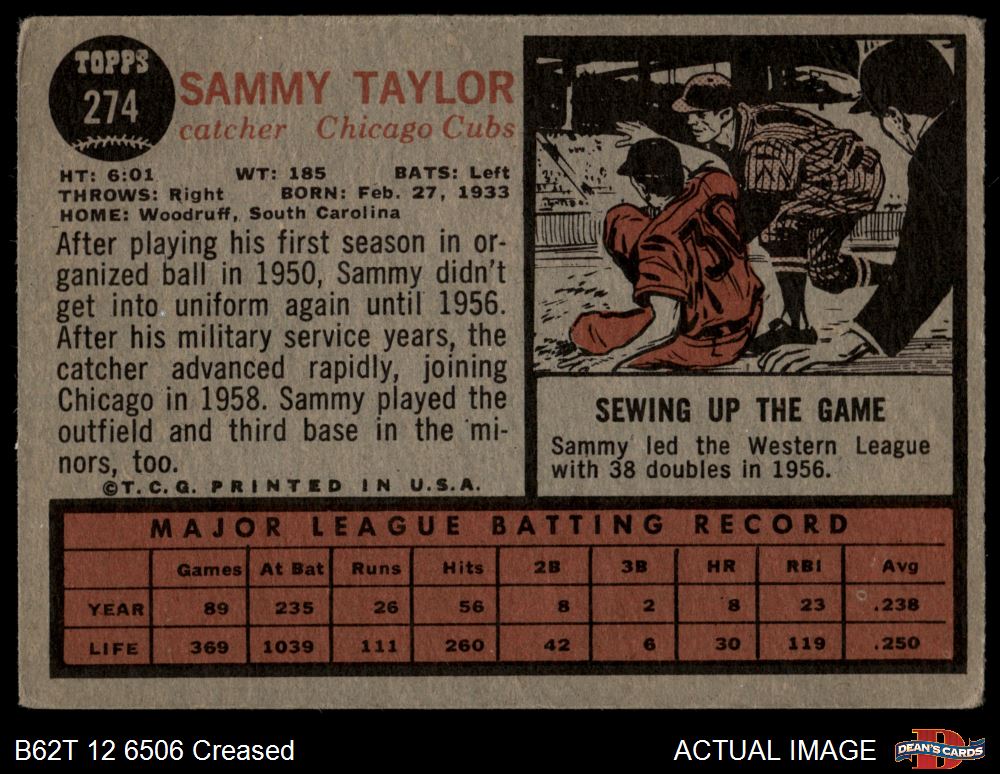 TOPPS
274
SAMMY TAYLOR
catcher Chicago Cubs
HT: 6:01 WT: 185 BATS: Left
THROWS: Right BORN: Feb. 27, 1933
HOME: Woodruff, South Carolina
After playing his first season in or-
ganized ball in 1950, Sammy didn't
get into uniform again until 1956.
After his military service years, the
catcher advanced rapidly, joining
Chicago in 1958. Sammy played the
outfield and third base in the mi-
nors, too.
©T.C.G. PRINTED IN U.S.A.
30
SEWING UP THE GAME
Sammy led the Western League
with 38 doubles in 1956.
MAJOR LEAGUE BATTING RECORD
Games At Bat Runs Hits 2B 3B HR RBI Avg
YEAR 89 235 26 56 8 2 8 23 .238
LIFE 369 1039 111 260 42 6 30 119 .250
B62T 12 6506 Creased
ACTUAL IMAGE
D
DEAN'S CARDS